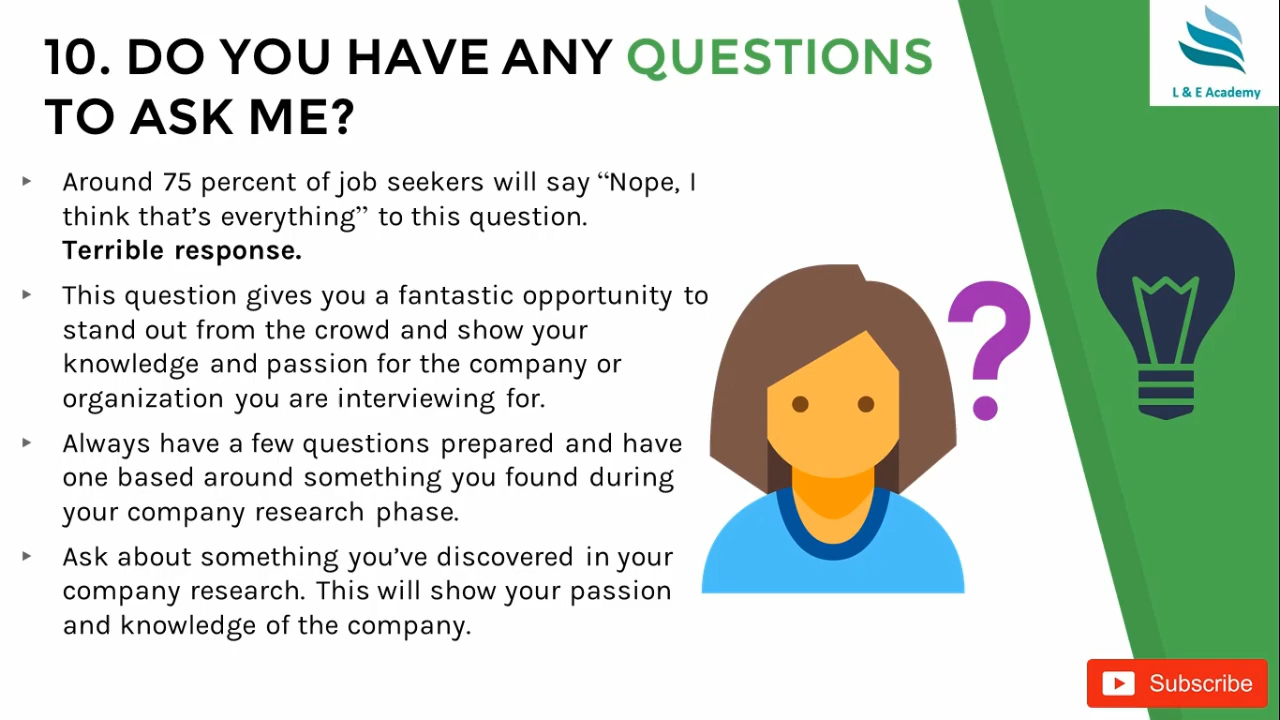 10. DO YOU HAVE ANY QUESTIONS
TO ASK ME?
L & E Academy
Around 75 percent of job seekers will say “Nope, I
think that’s everything” to this question.
Terrible response.
This question gives you a fantastic opportunity to
stand out from the crowd and show your
knowledge and passion for the company or
organization you are interviewing for.
Always have a few questions prepared and have
one based around something you found during
your company research phase.
Ask about something you’ve discovered in your
company research. This will show your passion
and knowledge of the company.
?
Subscribe